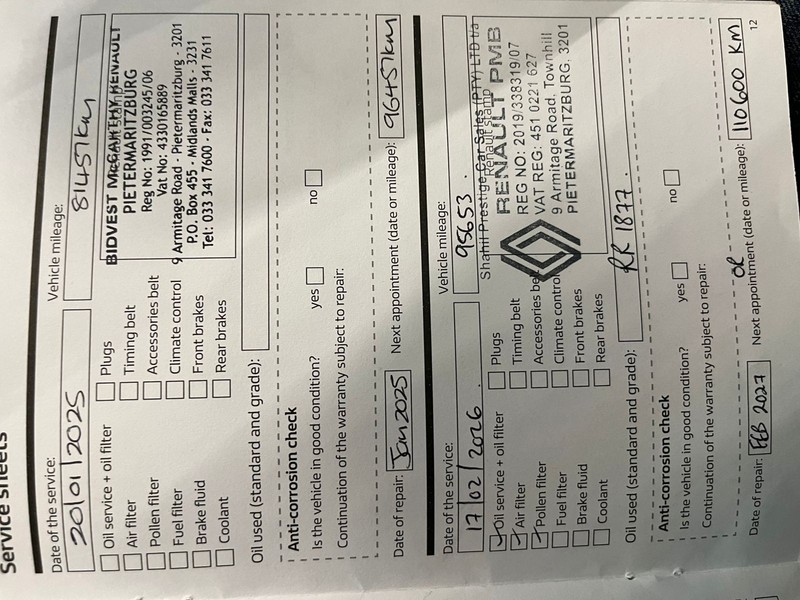 Service sheets
Date of the service:
20/01/2025
Vehicle mileage:
81457km
Oil service + oil filter
Plugs
Air filter
Timing belt
Pollen filter
Accessories belt
Fuel filter
Climate control
Brake fluid
Front brakes
Coolant
Rear brakes
BIDVEST McCARTHY RENAULT
PIETERMARITZBURG
Reg No: 1991/003245/06
Vat No: 4330165889
9 Armitage Road - Pietermaritzburg - 3201
P.O. Box 455 - Midlands Malls - 3231
Tel: 033 341 7600 - Fax: 033 341 7611
Oil used (standard and grade):
Anti-corrosion check
Is the vehicle in good condition?
yes
no
Continuation of the warranty subject to repair:
Date of repair:
Jan 2025
Next appointment (date or mileage):
96457km
Date of the service:
17/02/2026
Vehicle mileage:
95653.
Oil service + oil filter
Plugs
Air filter
Timing belt
Pollen filter
Accessories belt
Fuel filter
Climate control
Brake fluid
Front brakes
Coolant
Rear brakes
Renault stamp
Shahil Prestige Car Sales (PTY) LTD t/a
RENAULT PMB
REG NO: 2019/338319/07
VAT REG: 451 0221 627
9 Armitage Road, Townhill
PIETERMARITZBURG, 3201
Oil used (standard and grade):
RR 1877.
Anti-corrosion check
Is the vehicle in good condition?
yes
no
Continuation of the warranty subject to repair:
Date of repair:
FEB 2027
or
Next appointment (date or mileage):
110600 KM
12